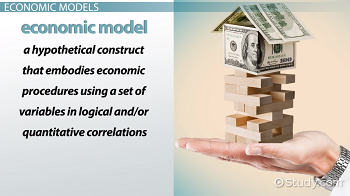 ECONOMIC MODELS
economic model
a hypothetical construct
that embodies economic
procedures using a set of
variables in logical and/or
quantitative correlations
Study.com